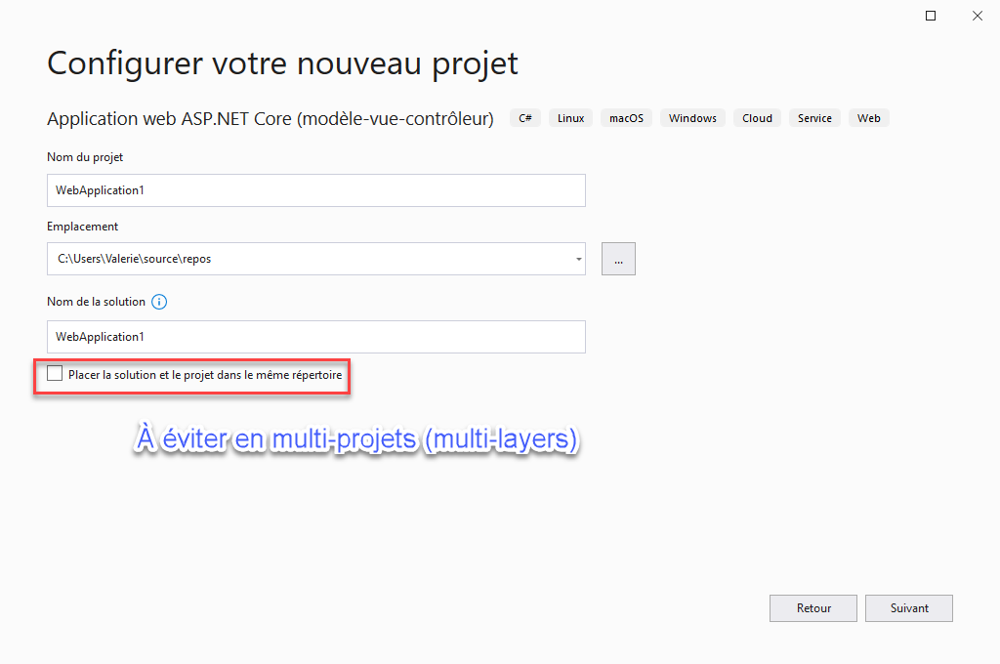 Configurer votre nouveau projet
Application web ASP.NET Core (modèle-vue-contrôleur) C# Linux macOS Windows Cloud Service Web
Nom du projet
WebApplication1
Emplacement
C:\Users\Valerie\source\repos
...
Nom de la solution
WebApplication1
Placer la solution et le projet dans le même répertoire
À éviter en multi-projets (multi-layers)
Retour Suivant